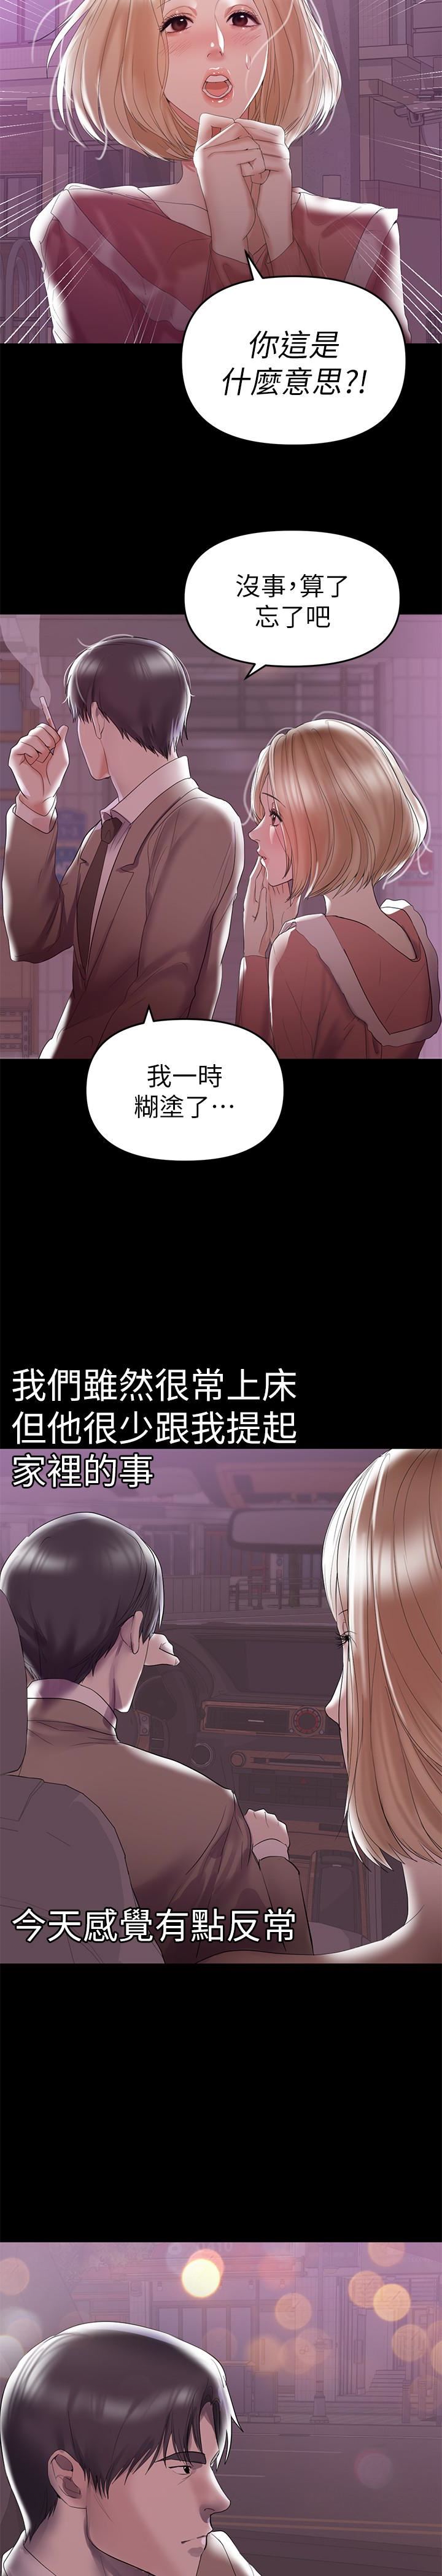 你這是
什麼意思?!
沒事，算了
忘了吧
我一時
糊塗了…
我們雖然很常上床
但他很少跟我提起
家裡的事
今天感覺有點反常